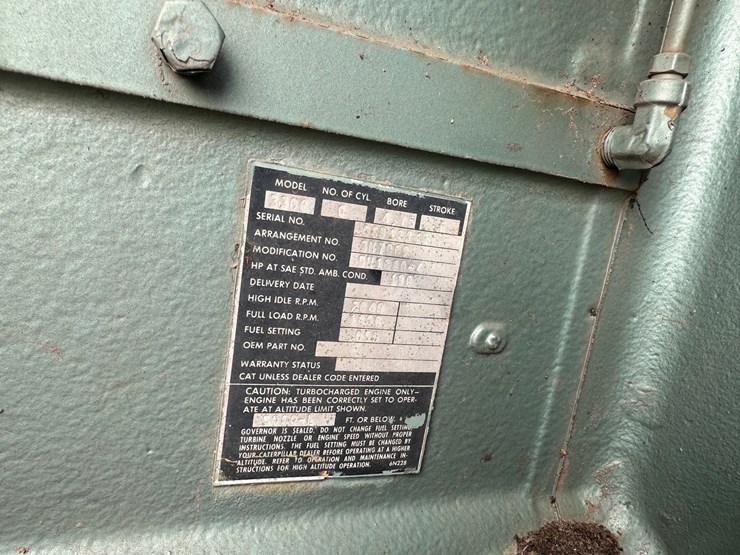 MODEL NO. OF CYL. BORE STROKE
SERIAL NO.
ARRANGEMENT NO.
MODIFICATION NO.
HP AT SAE STD. AMB. COND.
DELIVERY DATE
HIGH IDLE R.P.M.
FULL LOAD R.P.M.
FUEL SETTING
OEM PART NO.
WARRANTY STATUS
CAT UNLESS DEALER CODE ENTERED
CAUTION: TURBOCHARGED ENGINE ONLY—
ENGINE HAS BEEN CORRECTLY SET TO OPER-
ATE AT ALTITUDE LIMIT SHOWN.
FT. OR BELOW.
GOVERNOR IS SEALED. DO NOT CHANGE FUEL SETTING
TURBINE NOZZLE OR ENGINE SPEED WITHOUT PROPER
INSTRUCTIONS. THE FUEL SETTING MUST BE CHANGED BY
YOUR CATERPILLAR DEALER BEFORE OPERATING AT A HIGHER
ALTITUDE. REFER TO OPERATION AND MAINTENANCE IN-
STRUCTIONS FOR HIGH ALTITUDE OPERATION. 6N228